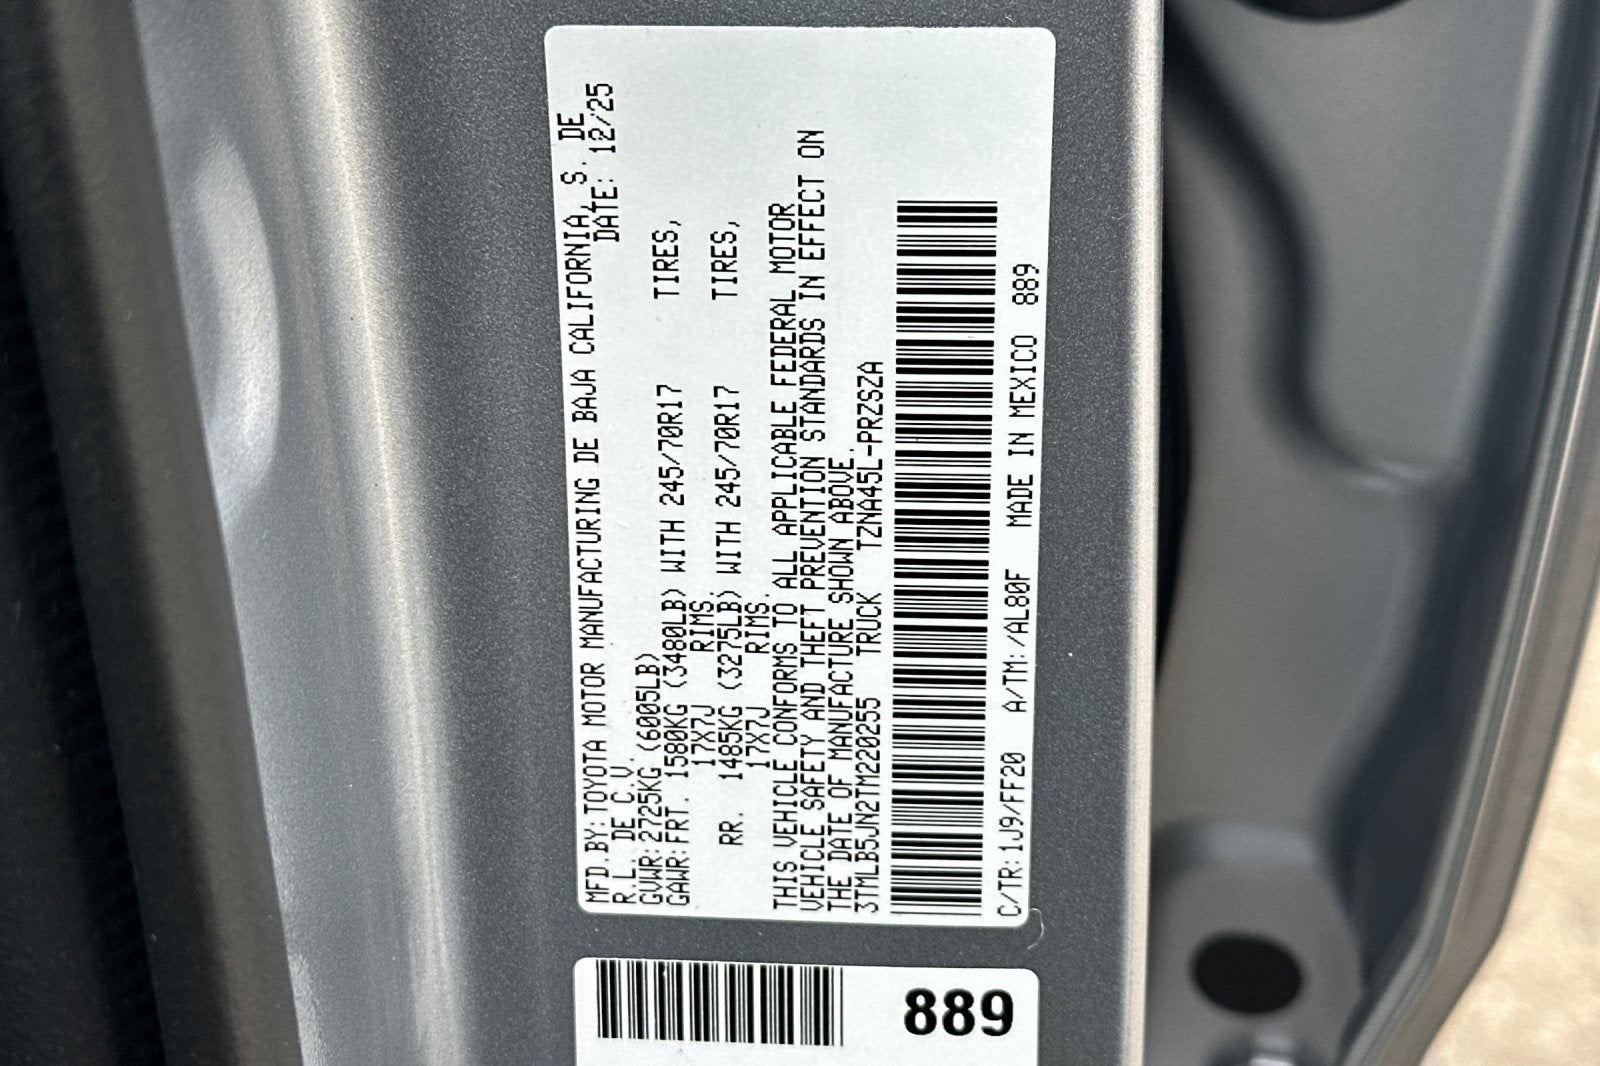 MFD.BY:TOYOTA MOTOR MANUFACTURING DE BAJA CALIFORNIA, S. DE
R.L. DE C.V. DATE: 12/25
GVWR:2725KG (6005LB)
GAWR:FRT. 1580KG (3480LB) WITH 245/70R17 TIRES,
17X7J RIMS.
RR. 1485KG (3275LB) WITH 245/70R17 TIRES,
17X7J RIMS.
THIS VEHICLE CONFORMS TO ALL APPLICABLE FEDERAL MOTOR
VEHICLE SAFETY AND THEFT PREVENTION STANDARDS IN EFFECT ON
THE DATE OF MANUFACTURE SHOWN ABOVE.
3TMLB5JN2TM220255 TRUCK TZNA45L-PRZSZA
C/TR:1J9/FF20 A/TM:/AL80F MADE IN MEXICO 889
889